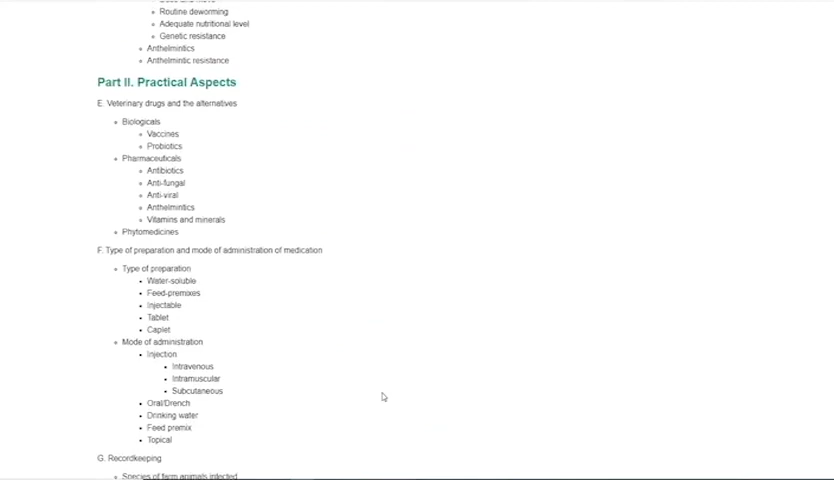 Routine deworming
Adequate nutritional level
Genetic resistance
Anthelmintics
Anthelmintic resistance
Part II. Practical Aspects
E. Veterinary drugs and the alternatives
Biologicals
Vaccines
Probiotics
Pharmaceuticals
Antibiotics
Anti-fungal
Anti-viral
Anthelmintics
Vitamins and minerals
Phytomedicines
F. Type of preparation and mode of administration of medication
Type of preparation
Water-soluble
Feed-premixes
Injectable
Tablet
Caplet
Mode of administration
Injection
Intravenous
Intramuscular
Subcutaneous
Oral/Drench
Drinking water
Feed premix
Topical
G. Recordkeeping
Species of farm animals infected